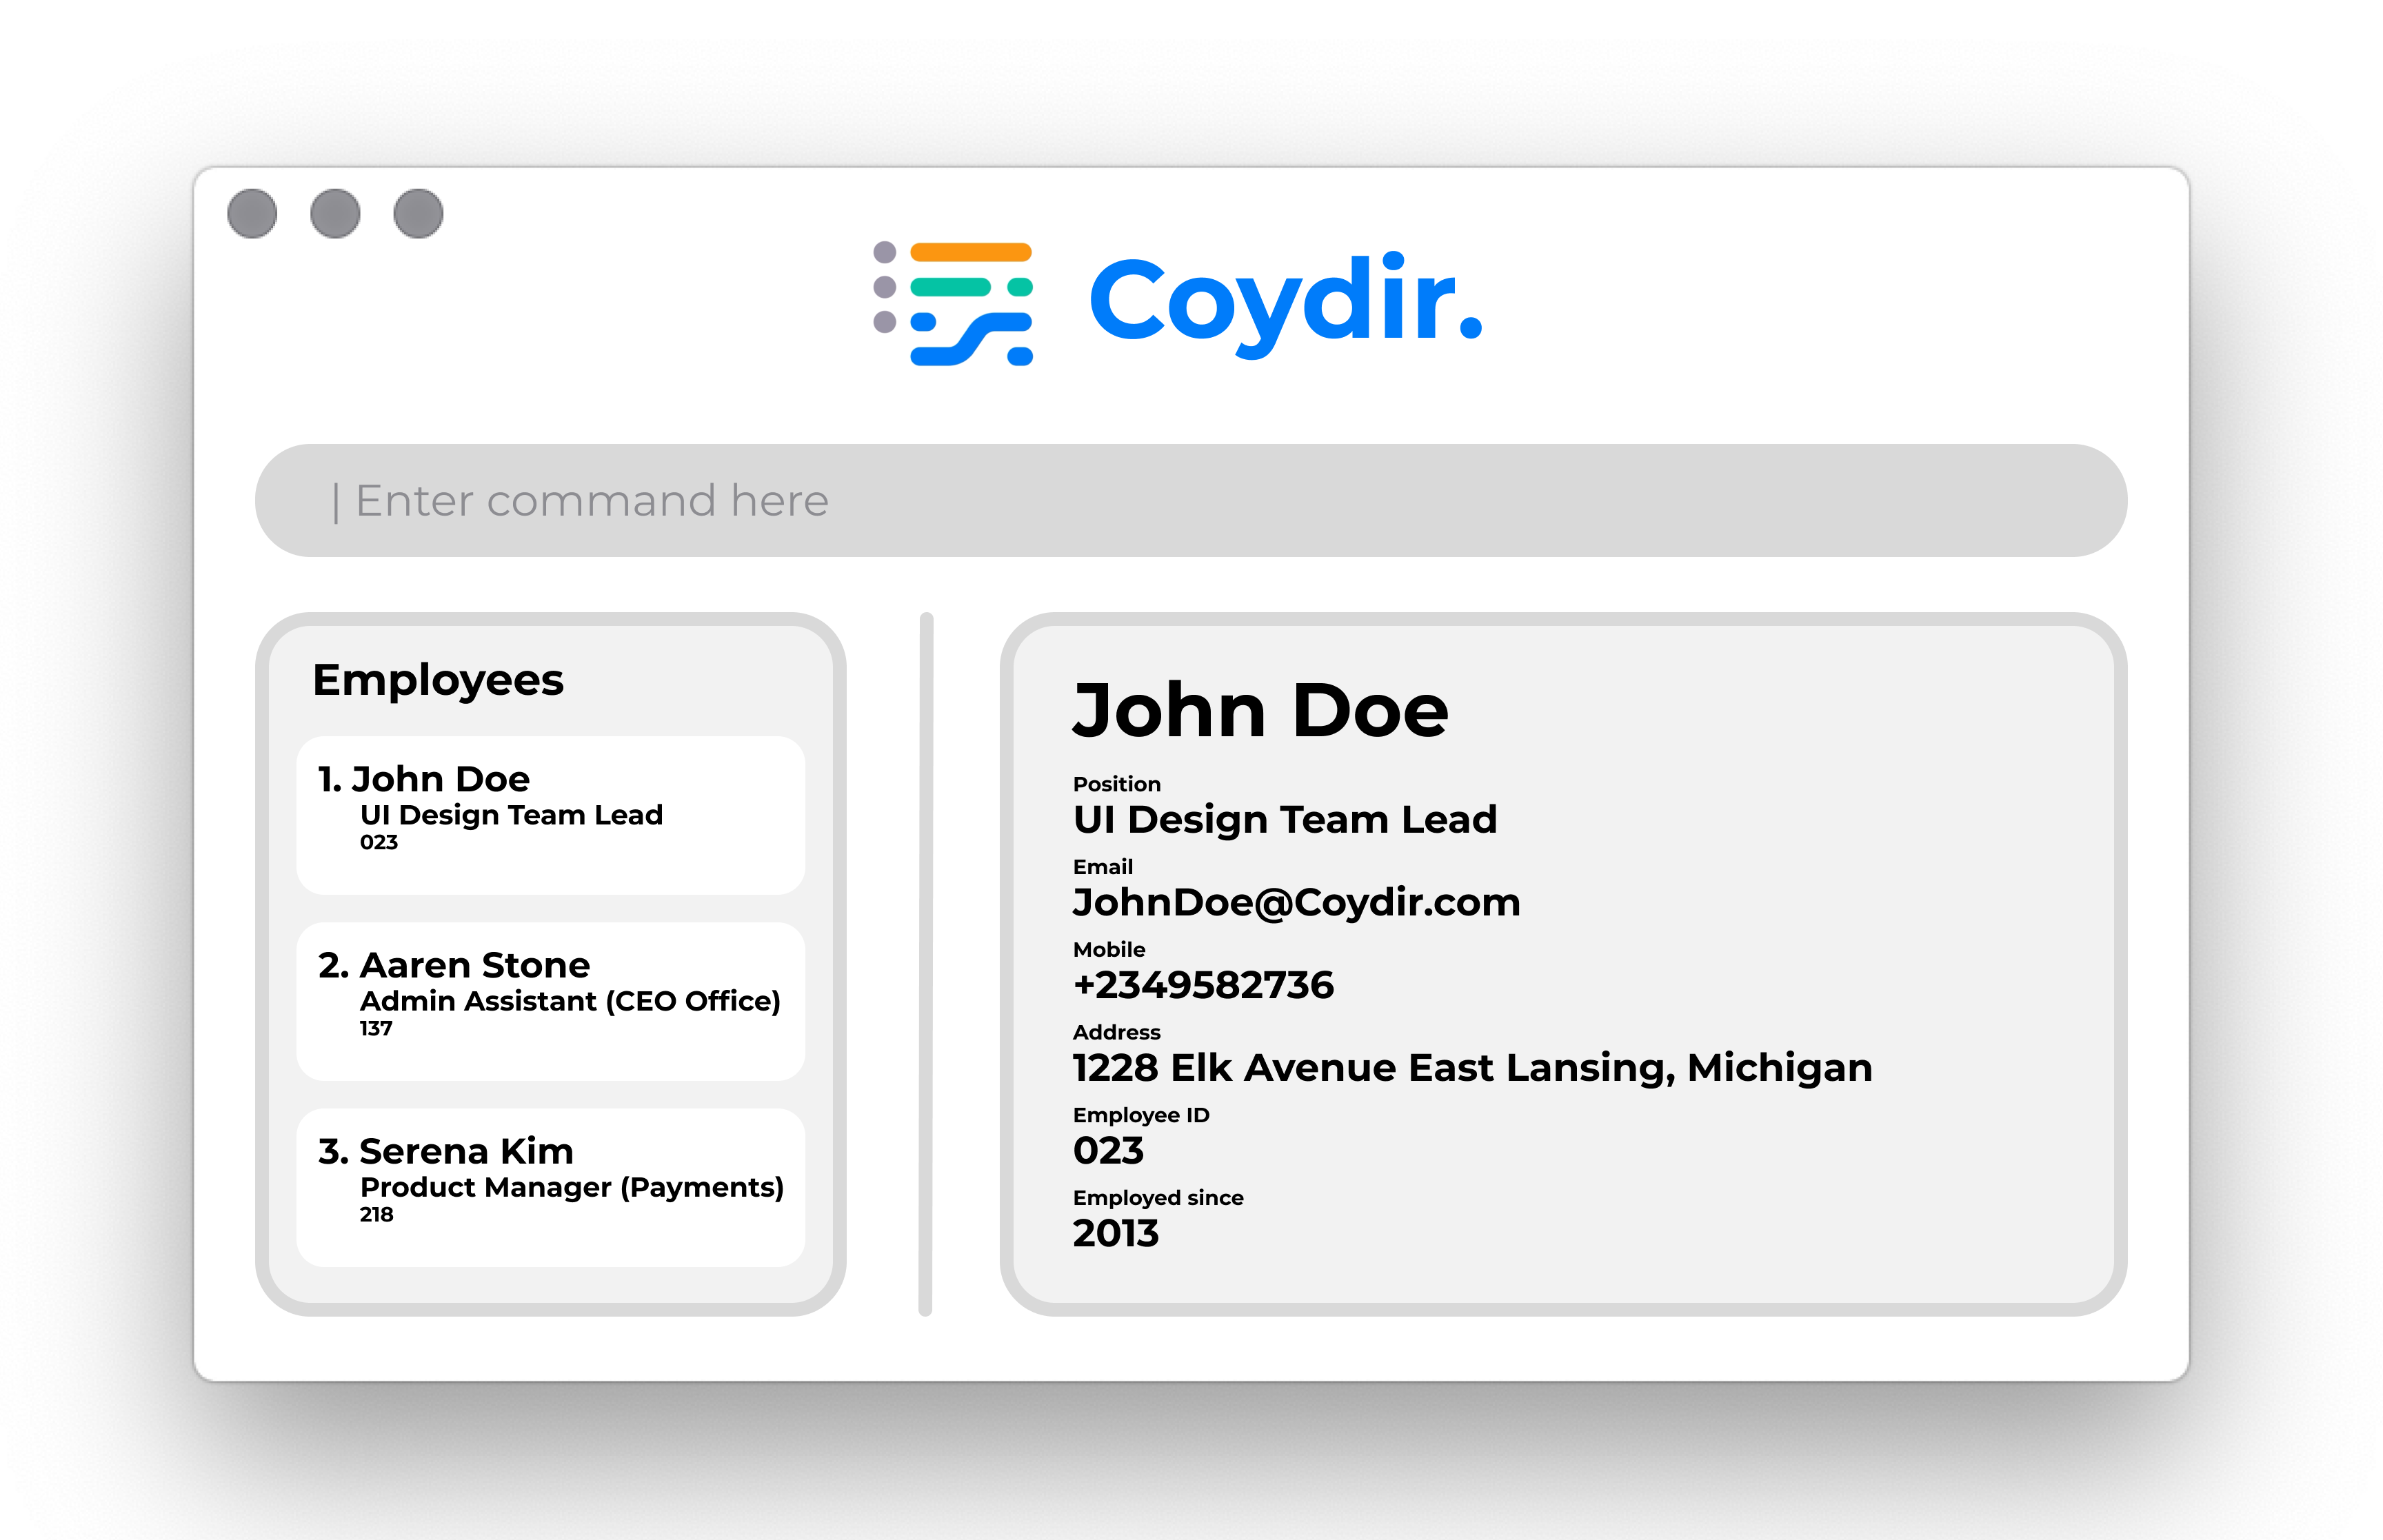 Coydir.
| Enter command here
Employees
1. John Doe
UI Design Team Lead
023
2. Aaren Stone
Admin Assistant (CEO Office)
137
3. Serena Kim
Product Manager (Payments)
218
John Doe
Position
UI Design Team Lead
Email
JohnDoe@Coydir.com
Mobile
+2349582736
Address
1228 Elk Avenue East Lansing, Michigan
Employee ID
023
Employed since
2013